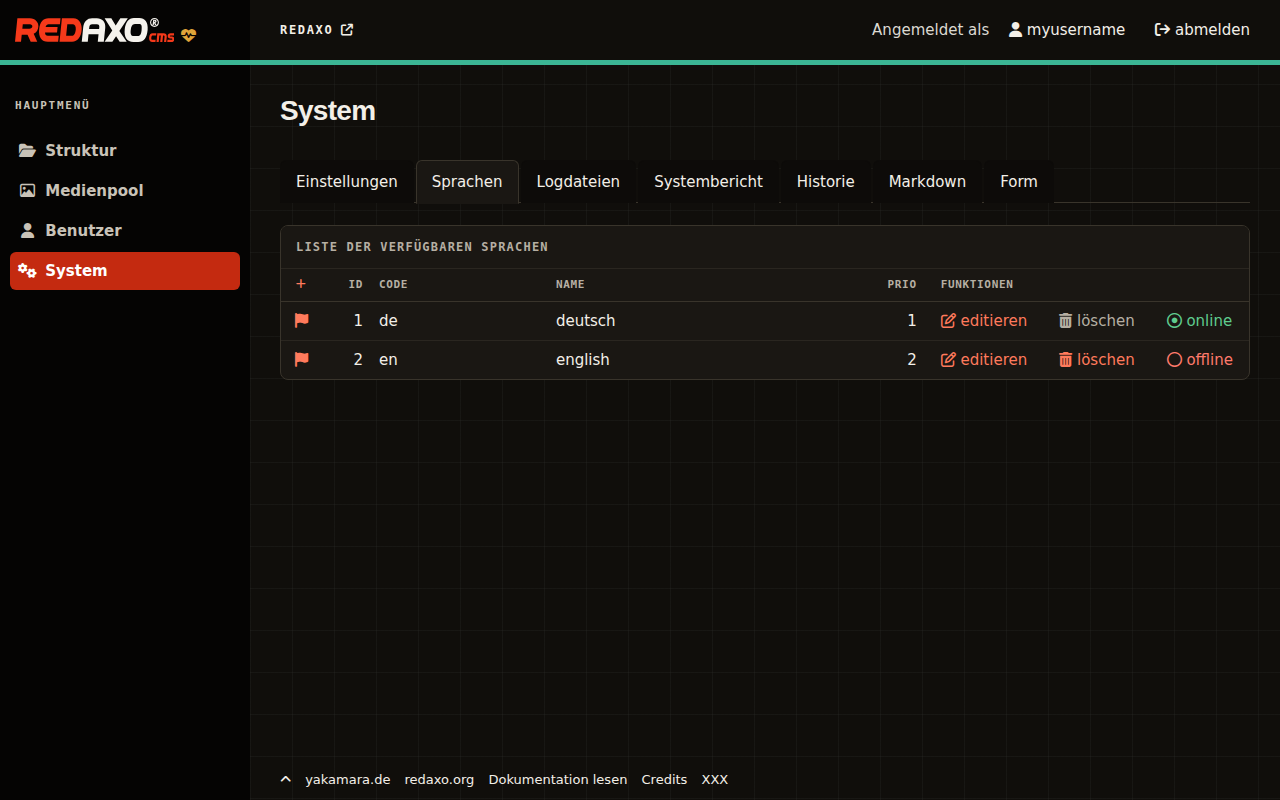 REDAXO® cms
REDAXO
Angemeldet als myusername abmelden
HAUPTMENÜ
Struktur
Medienpool
Benutzer
System
System
Einstellungen Sprachen Logdateien Systembericht Historie Markdown Form
LISTE DER VERFÜGBAREN SPRACHEN
+ ID CODE NAME PRIO FUNKTIONEN
1 de deutsch 1 editieren löschen online
2 en english 2 editieren löschen offline
yakamara.de redaxo.org Dokumentation lesen Credits XXX